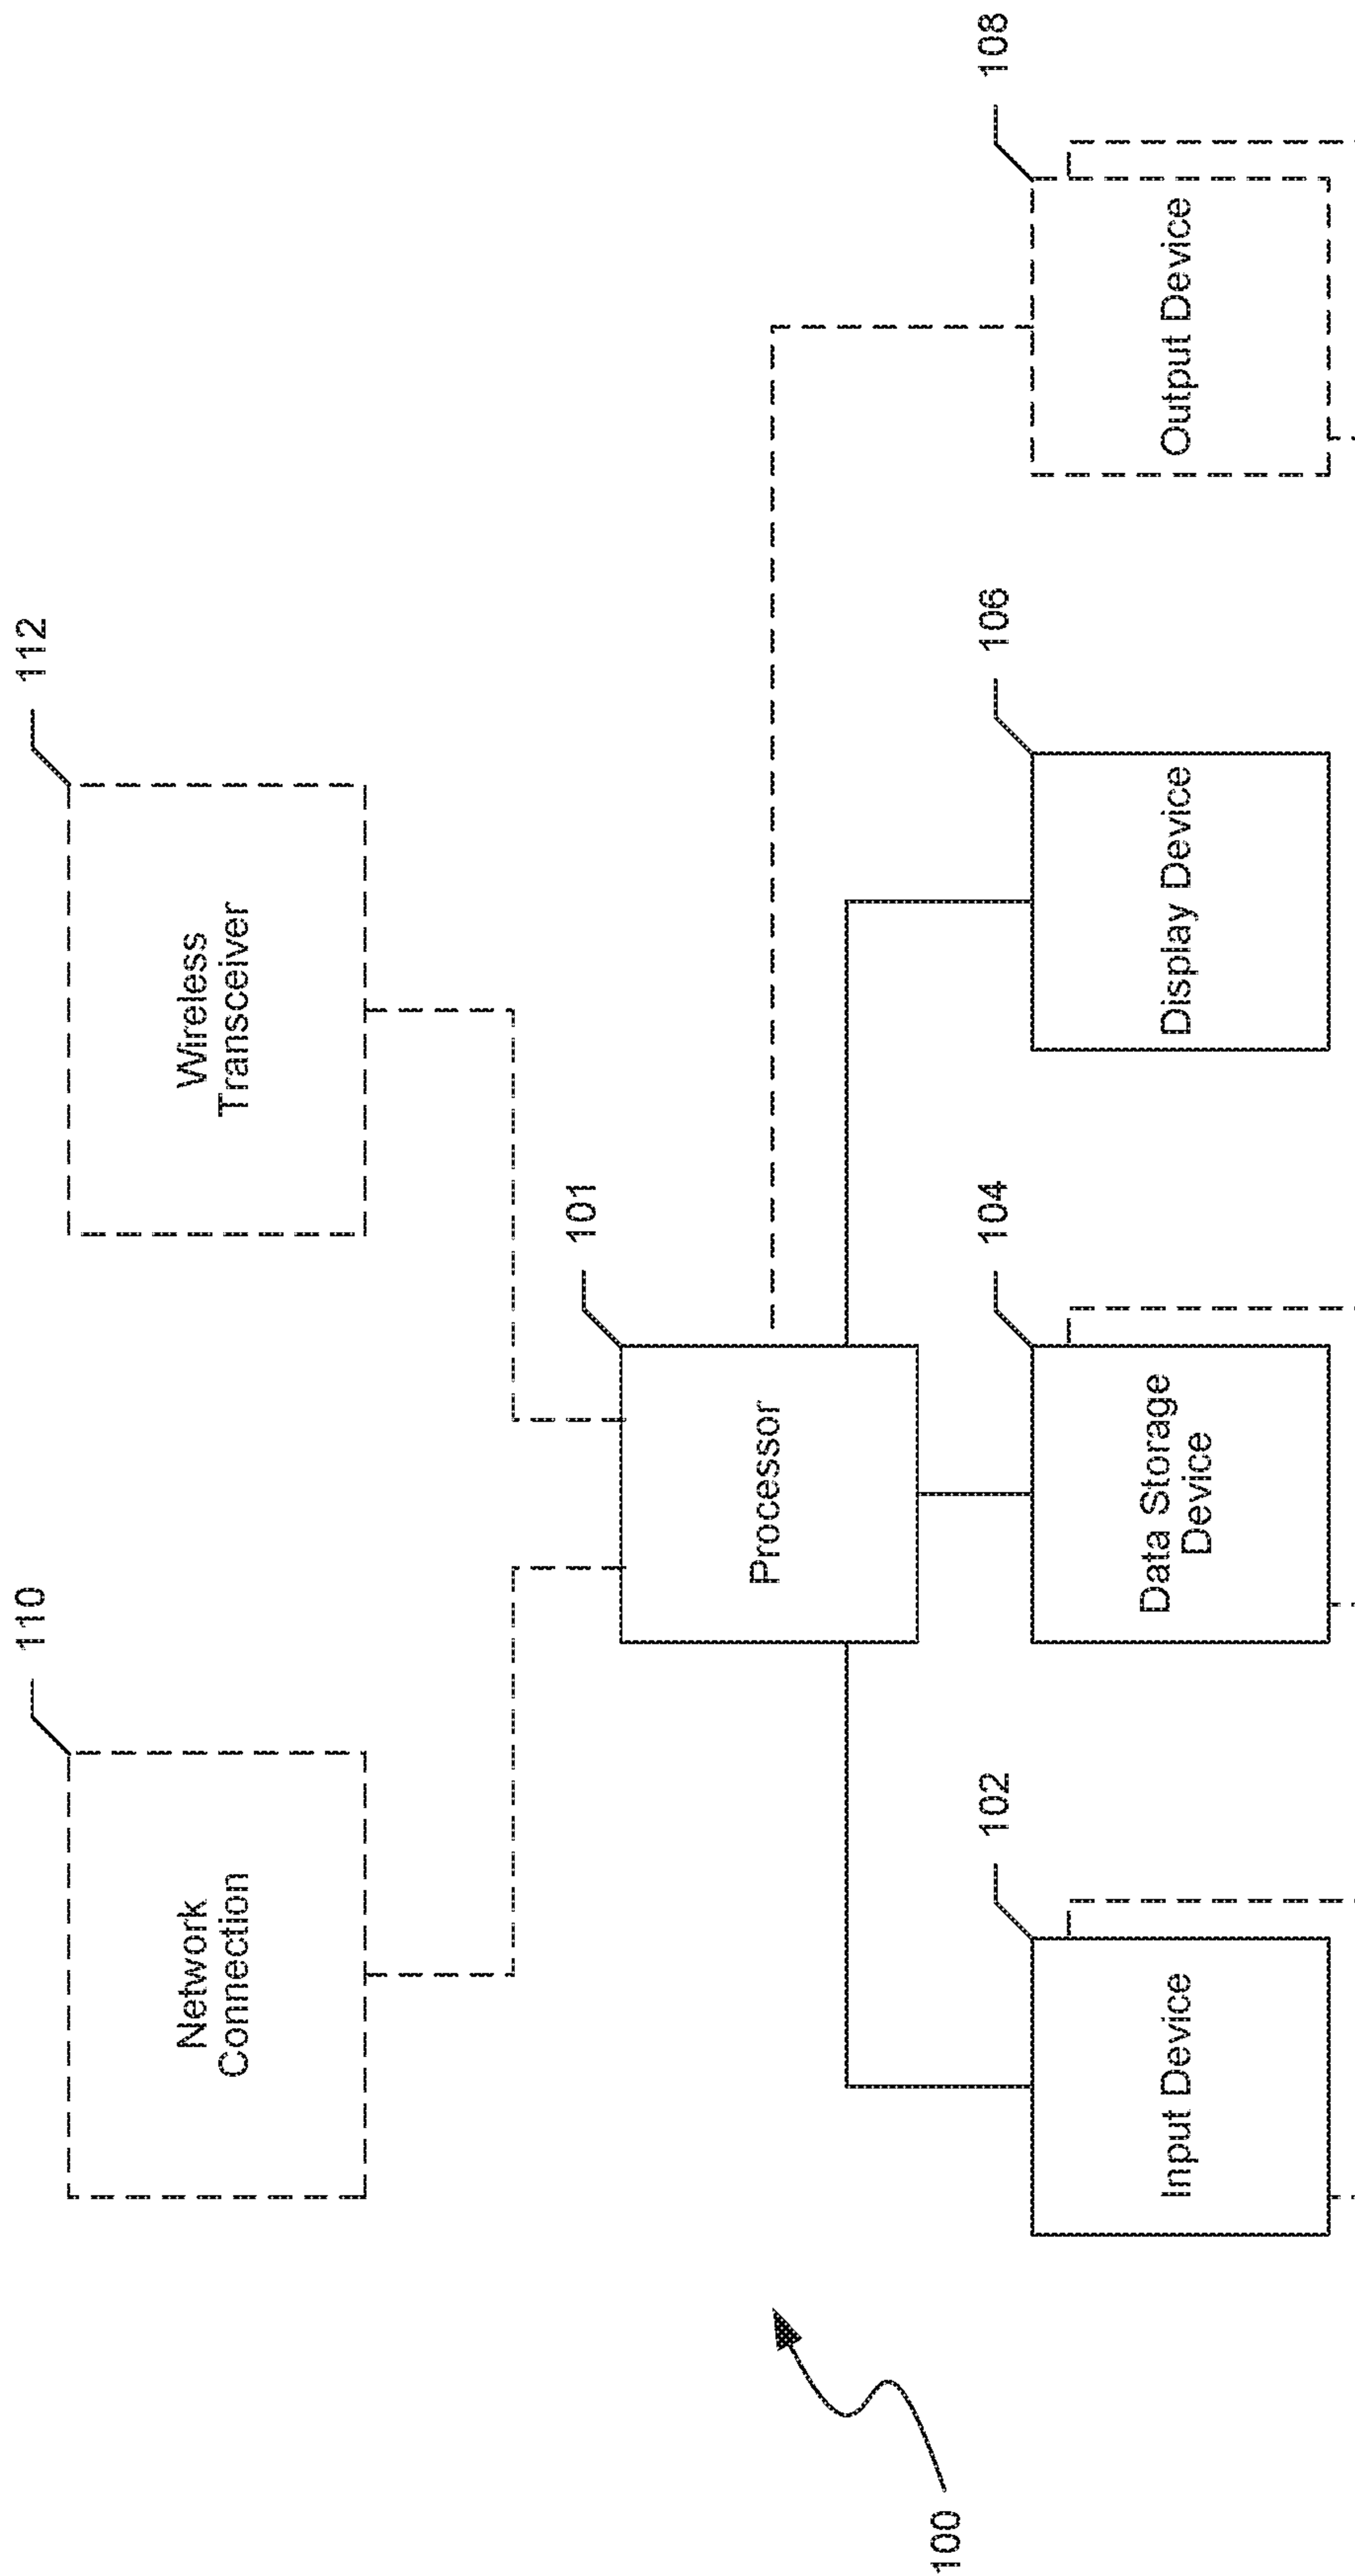 110
112
Network
Connection
Wireless
Transceiver
101
Processor
102
104
106
108
Input Device
Data Storage
Device
Display Device
Output Device
100